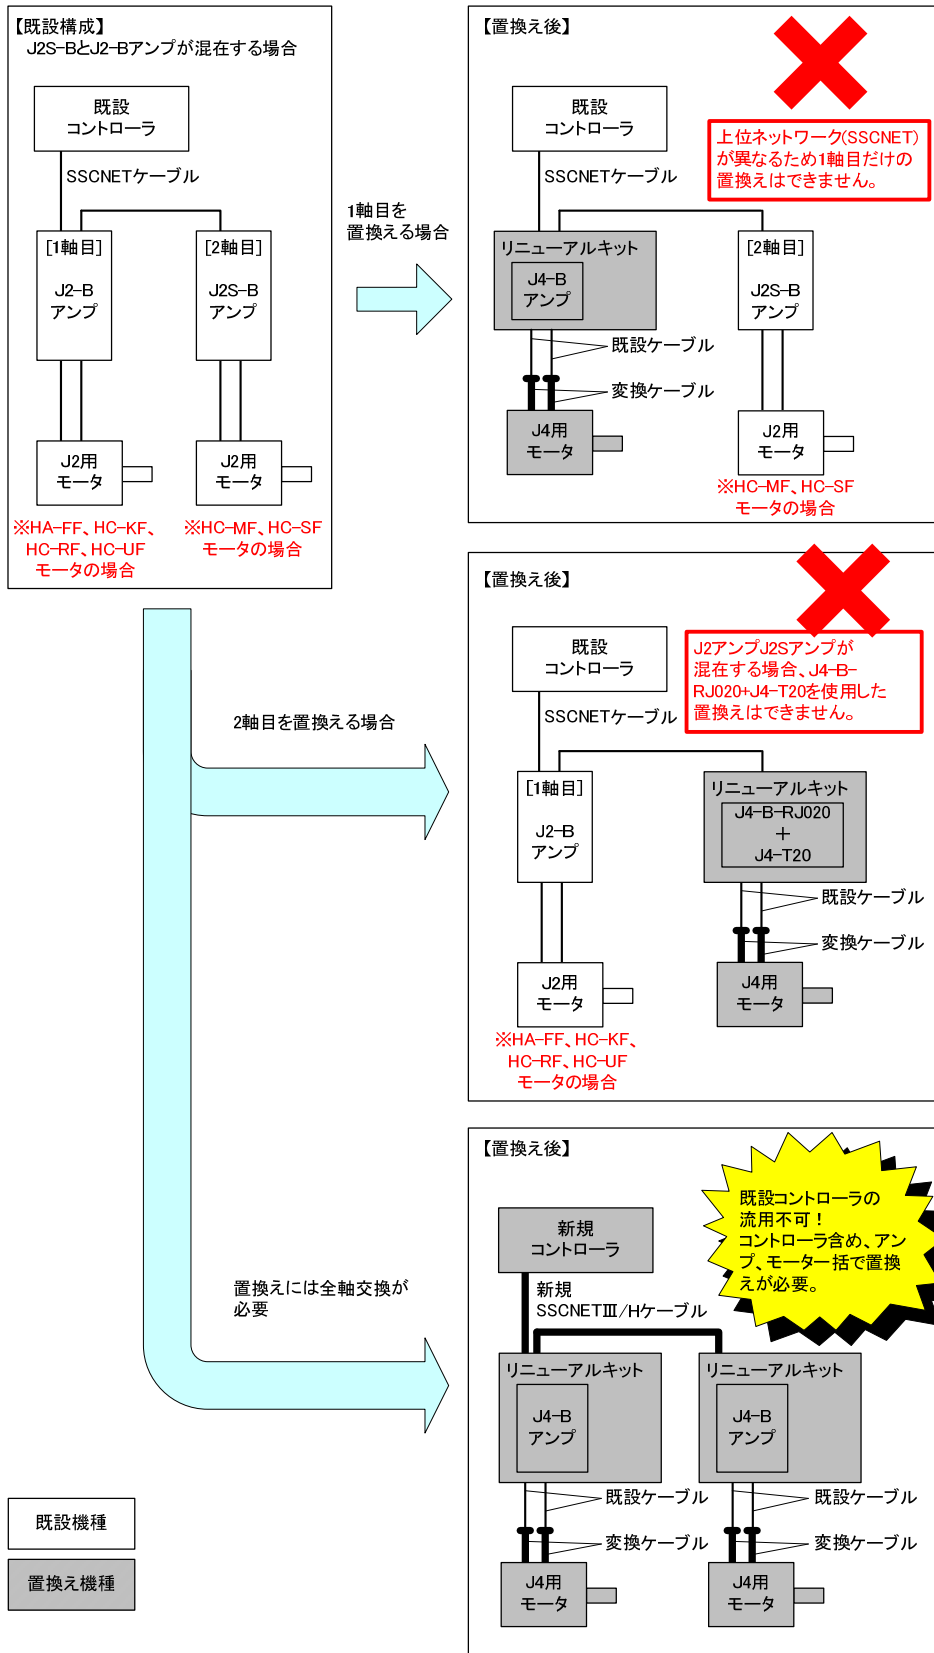 【既設構成】
J2S-BとJ2-Bアンプが混在する場合
既設
コントローラ
SSCNETケーブル
[1軸目]
J2-B
アンプ
[2軸目]
J2S-B
アンプ
J2用
モータ
J2用
モータ
※HA-FF、HC-KF、
HC-RF、HC-UF
モータの場合
※HC-MF、HC-SF
モータの場合
1軸目を
置換える場合
【置換え後】
既設
コントローラ
上位ネットワーク(SSCNET)
が異なるため1軸目だけの
置換えはできません。
SSCNETケーブル
リニューアルキット
J4-B
アンプ
[2軸目]
J2S-B
アンプ
既設ケーブル
変換ケーブル
J4用
モータ
J2用
モータ
※HC-MF、HC-SF
モータの場合
2軸目を置換える場合
【置換え後】
既設
コントローラ
J2アンプJ2Sアンプが
混在する場合、J4-B-
RJ020+J4-T20を使用した
置換えはできません。
SSCNETケーブル
[1軸目]
J2-B
アンプ
リニューアルキット
J4-B-RJ020
+
J4-T20
既設ケーブル
変換ケーブル
J2用
モータ
J4用
モータ
※HA-FF、HC-KF、
HC-RF、HC-UF
モータの場合
置換えには全軸交換が
必要
【置換え後】
既設コントローラの
流用不可！
コントローラ含め、アン
プ、モータ一括で置換
えが必要。
新規
コントローラ
新規
SSCNETⅢ/Hケーブル
リニューアルキット
J4-B
アンプ
リニューアルキット
J4-B
アンプ
既設ケーブル
既設ケーブル
変換ケーブル
変換ケーブル
J4用
モータ
J4用
モータ
既設機種
置換え機種